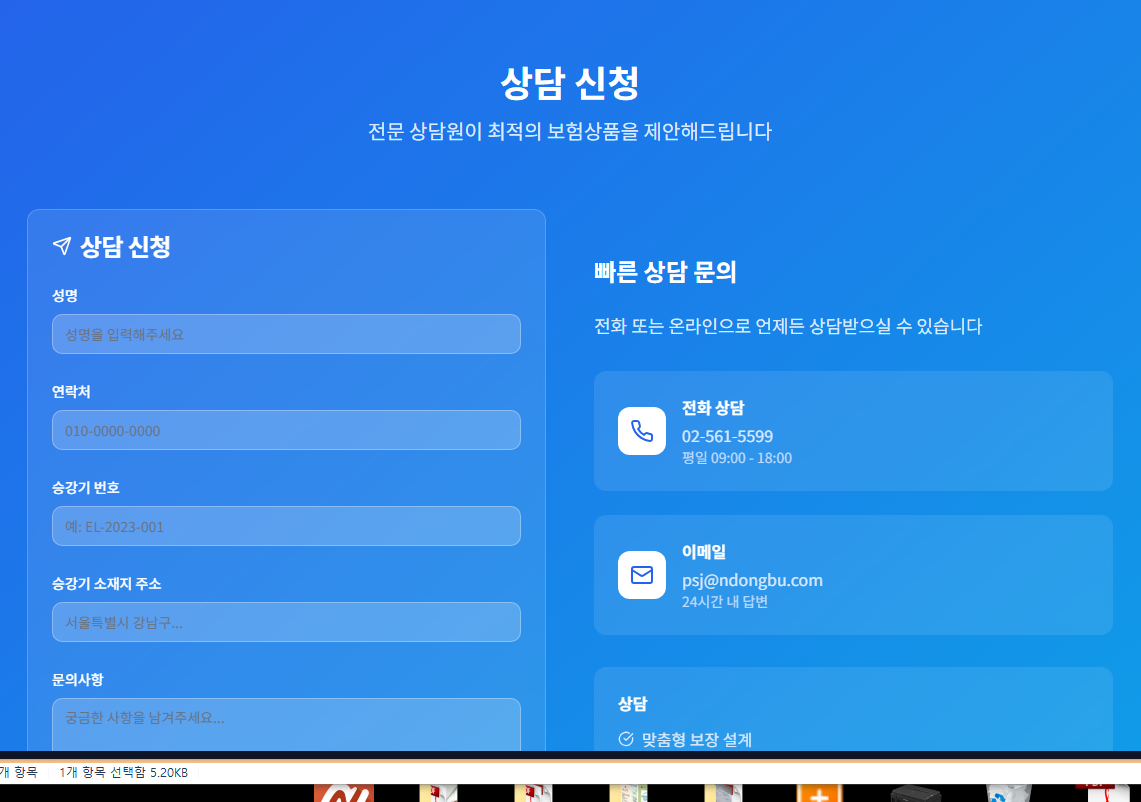 상담 신청
전문 상담원이 최적의 보험상품을 제안해드립니다
상담 신청
성명
성명을 입력해주세요
연락처
010-0000-0000
승강기 번호
예: EL-2023-001
승강기 소재지 주소
서울특별시 강남구...
문의사항
궁금한 사항을 남겨주세요...
빠른 상담 문의
전화 또는 온라인으로 언제든 상담받으실 수 있습니다
전화 상담
02-561-5599
평일 09:00 - 18:00
이메일
psj@ndongbu.com
24시간 내 답변
상담
맞춤형 보장 설계
개 항목 1개 항목 선택함 5.20KB